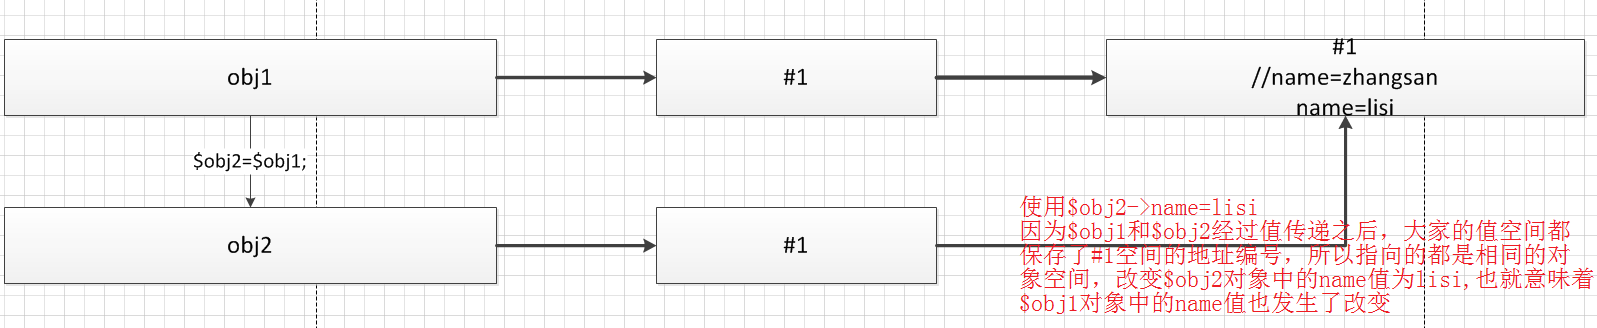 obj1
#1
#1
//name=zhangsan
name=lisi
$obj2=$obj1;
obj2
#1
使用$obj2->name=lisi
因为$obj1和$obj2经过值传递之后，大家的值空间都
保存了#1空间的地址编号，所以指向的都是相同的对
象空间，改变$obj2对象中的name值为lisi,也就意味着
$obj1对象中的name值也发生了改变